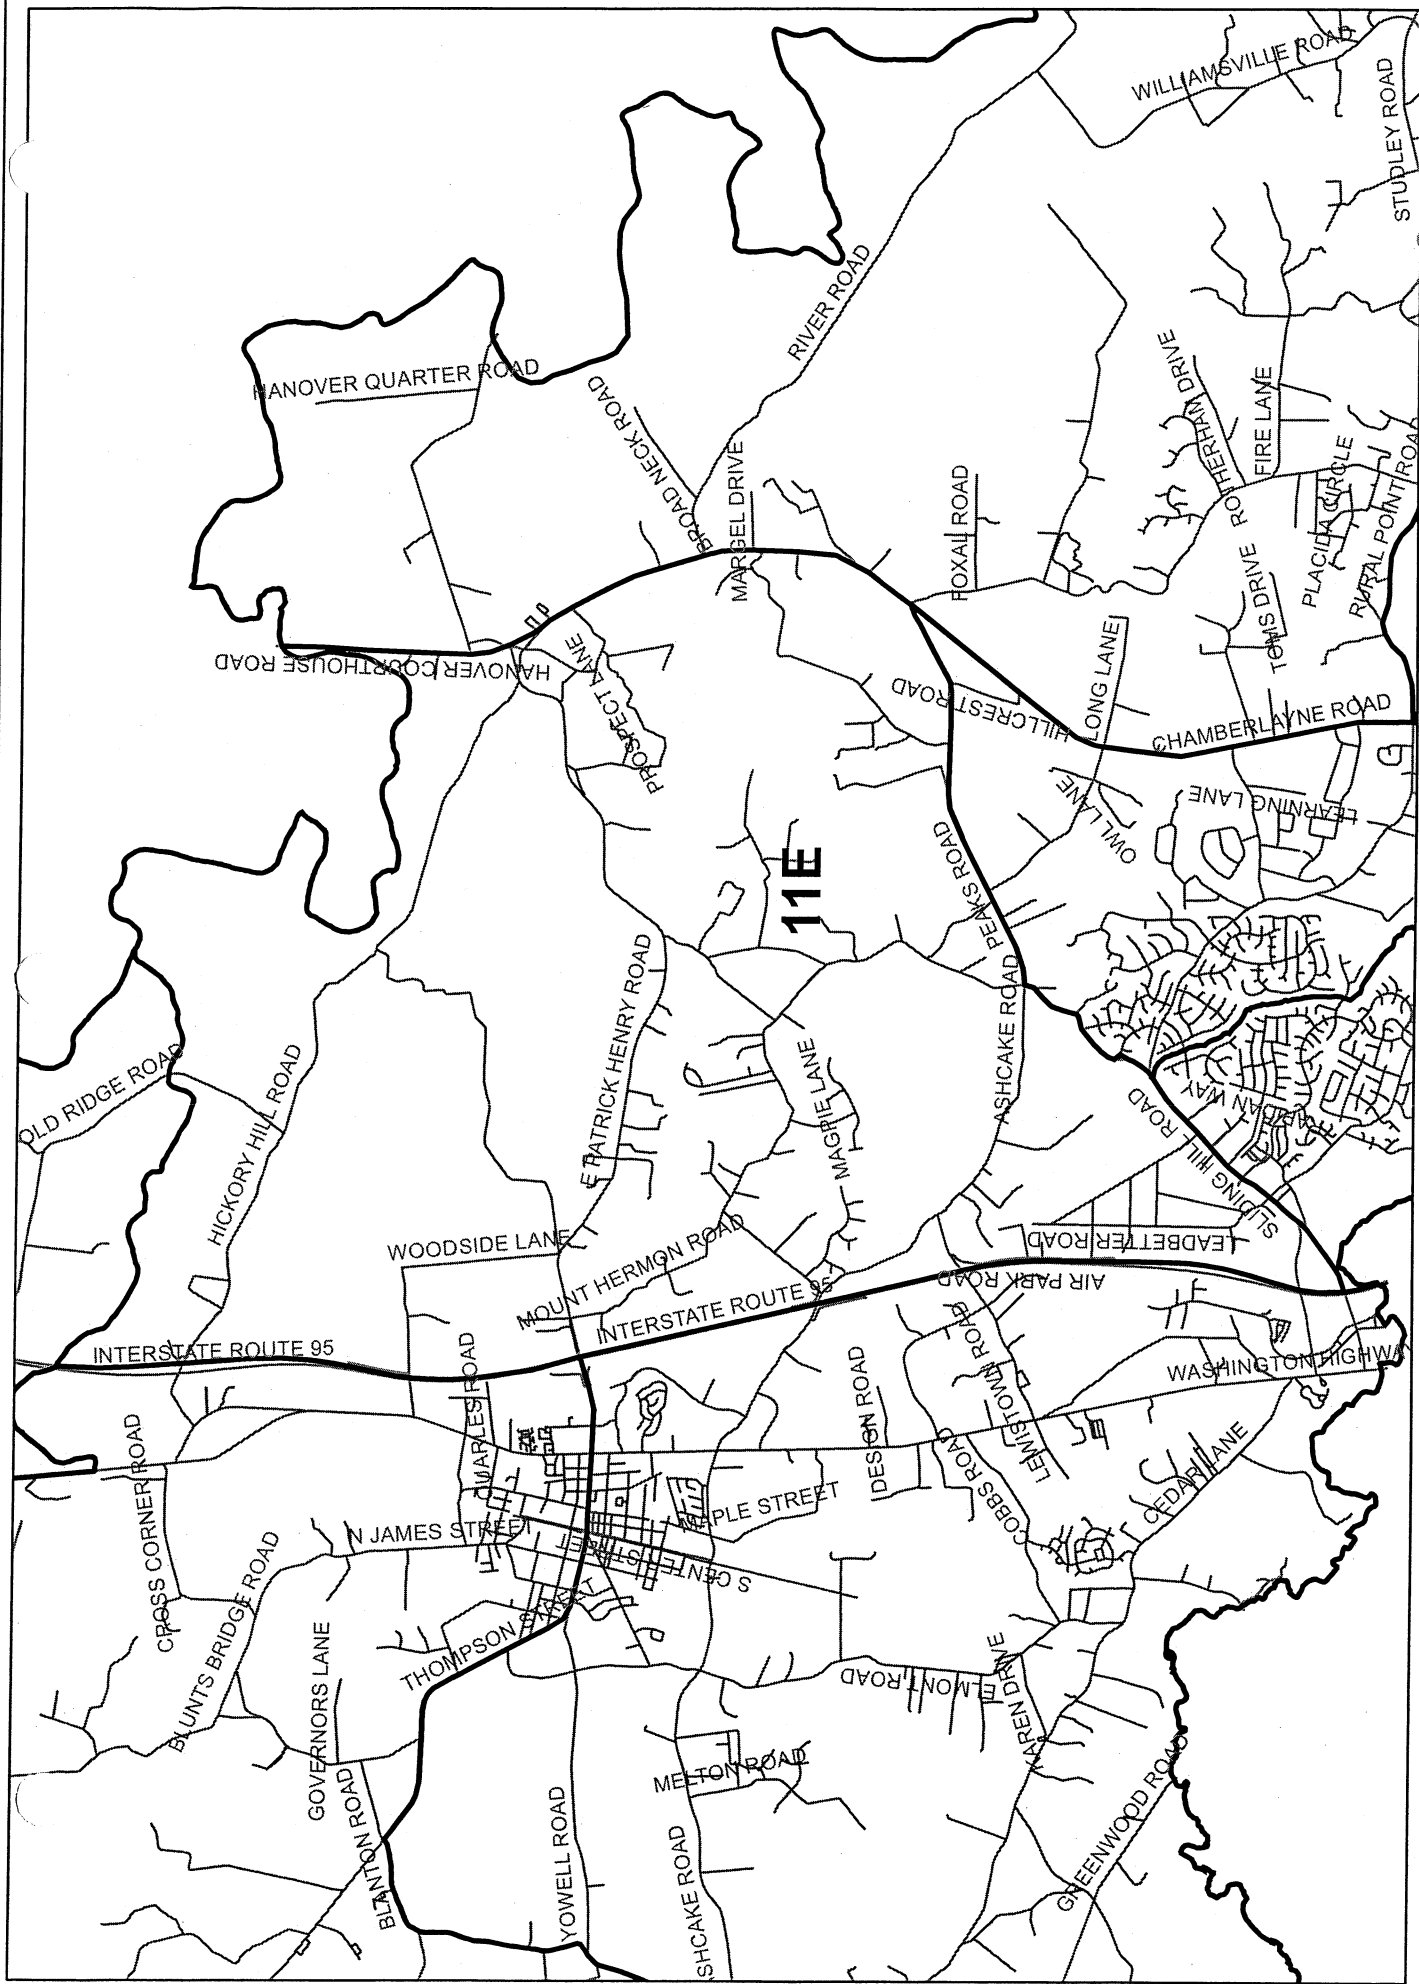 WILLIAMSVILLE ROAD
STUDLEY ROAD
RIVER ROAD
HANOVER QUARTER ROAD
BROAD NECK ROAD
MARGEL DRIVE
ROTHERHAM DRIVE
FIRE LANE
FOXAL ROAD
PLACIDA CIRCLE
RURAL POINT ROAD
TOMS DRIVE
HANOVER COURTHOUSE ROAD
PROSPECT LANE
HILLCREST ROAD
LONG LANE
CHAMBERLAYNE ROAD
OWL LANE
LEARNING LANE
PEAKS ROAD
11E
E PATRICK HENRY ROAD
ASHCAKE ROAD
OLD RIDGE ROAD
HICKORY HILL ROAD
MAGPIE LANE
SLIDING HILL ROAD
WOODSIDE LANE
MOUNT HERMON ROAD
LEADBETTER ROAD
AIR PARK ROAD
INTERSTATE ROUTE 95
INTERSTATE ROUTE 95
QUARLES ROAD
DESIGN ROAD
LEWISTOWN ROAD
WASHINGTON HIGHWA
CROSS CORNER ROAD
COBBS ROAD
CEDAR LANE
N JAMES STREET
MAPLE STREET
S CENTER STREET
BLUNTS BRIDGE ROAD
THOMPSON STREET
GOVERNORS LANE
ELMONT ROAD
KAREN DRIVE
MELTON ROAD
BLANTON ROAD
YOWELL ROAD
SHCAKE ROAD
GREENWOOD ROAD